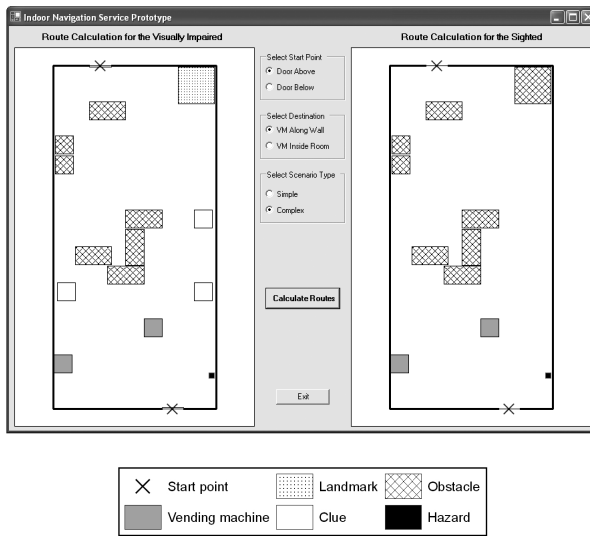 Indoor Navigation Service Prototype
Route Calculation for the Visually Impaired
Route Calculation for the Sighted
Select Start Point
Door Above
Door Below
Select Destination
VM Along Wall
VM Inside Room
Select Scenario Type
Simple
Complex
Calculate Routes
Exit
Start point
Landmark
Obstacle
Vending machine
Clue
Hazard